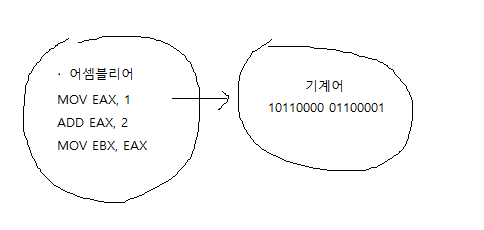 · 어셈블리어
MOV EAX, 1
ADD EAX, 2
MOV EBX, EAX
기계어
10110000 01100001